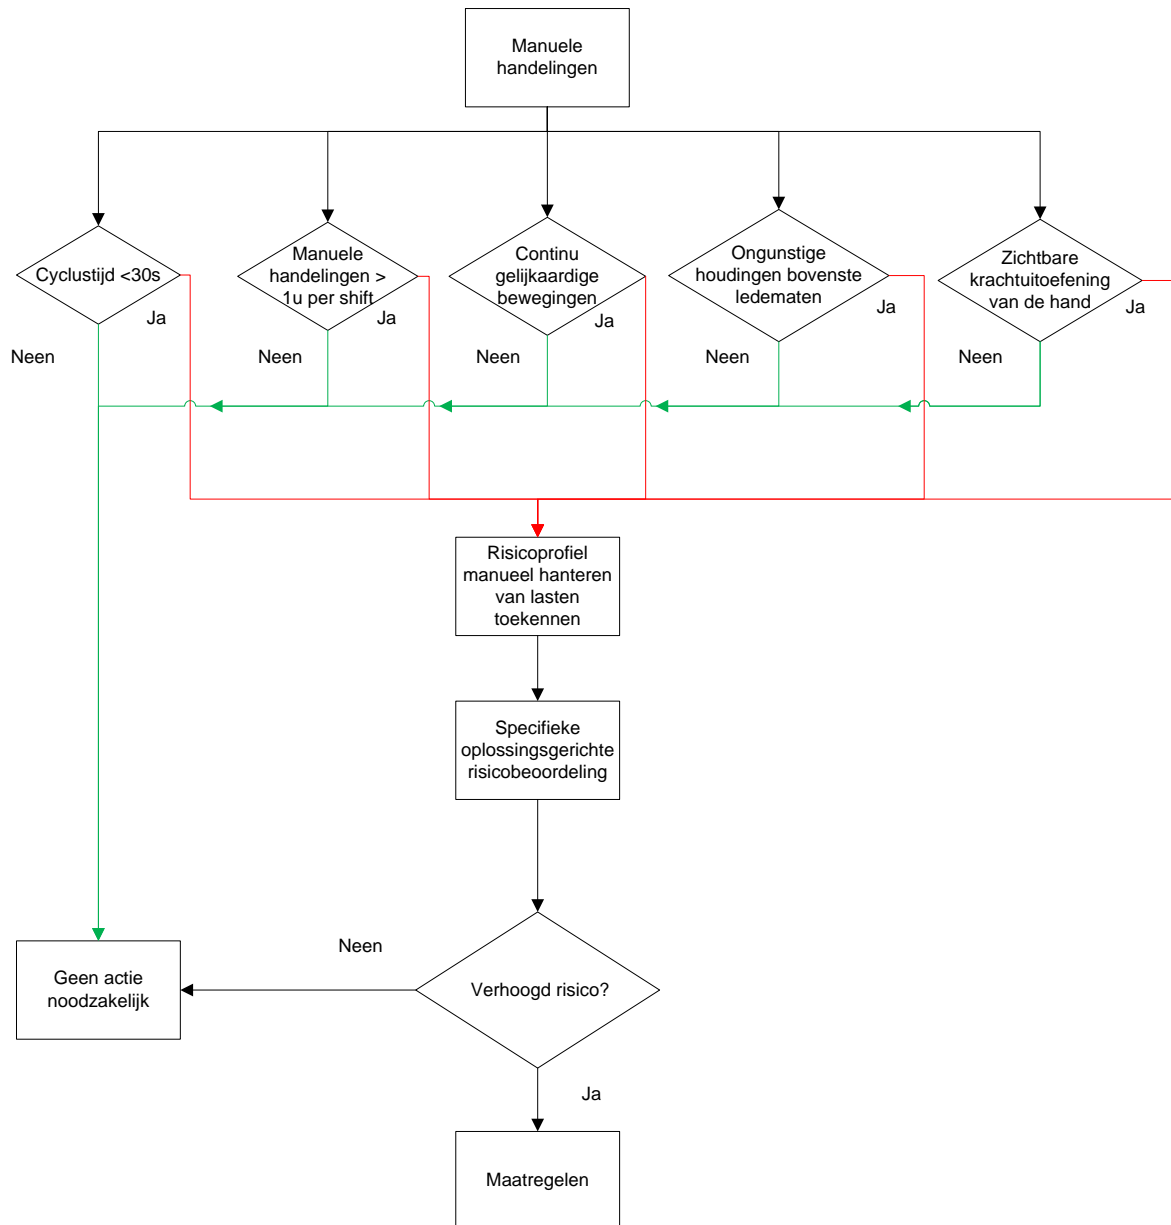 Manuele
handelingen
Cyclustijd <30s
Ja
Neen
Manuele
handelingen >
1u per shift
Ja
Neen
Continu
gelijkaardige
bewegingen
Ja
Neen
Ongunstige
houdingen bovenste
ledematen
Ja
Neen
Zichtbare
krachtuitoefening
van de hand
Ja
Neen
Risicoprofiel
manueel hanteren
van lasten
toekennen
Specifieke
oplossingsgerichte
risicobeoordeling
Verhoogd risico?
Neen
Geen actie
noodzakelijk
Ja
Maatregelen